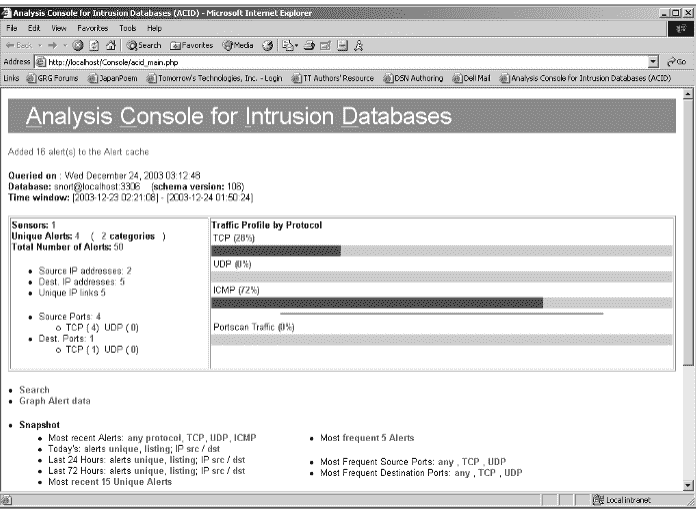 Analysis Console for Intrusion Databases (ACID) - Microsoft Internet Explorer
File Edit View Favorites Tools Help
Back Search Favorites Media
Address http://localhost/Console/acid_main.php Go
Links GRG Forums JapanPoem Tomorrow's Technologies, Inc. - Login TT Authors' Resource DSN Authoring Dell Mail Analysis Console for Intrusion Databases (ACID)
Analysis Console for Intrusion Databases
Added 16 alert(s) to the Alert cache
Queried on : Wed December 24, 2003 03:12:48
Database: snort@localhost:3306 (schema version: 106)
Time window: [2003-12-23 02:21:08] - [2003-12-24 01:50:24]
Sensors: 1
Unique Alerts: 4 ( 2 categories )
Total Number of Alerts: 50
• Source IP addresses: 2
• Dest. IP addresses: 5
• Unique IP links 5
• Source Ports: 4
o TCP ( 4) UDP ( 0)
• Dest. Ports: 1
o TCP ( 1) UDP ( 0)
Traffic Profile by Protocol
TCP (28%)
UDP (0%)
ICMP (72%)
Portscan Traffic (0%)
• Search
• Graph Alert data
• Snapshot
• Most recent Alerts: any protocol, TCP, UDP, ICMP
• Today's: alerts unique, listing; IP src / dst
• Last 24 Hours: alerts unique, listing; IP src / dst
• Last 72 Hours: alerts unique, listing; IP src / dst
• Most recent 15 Unique Alerts
• Most frequent 5 Alerts
• Most Frequent Source Ports: any , TCP , UDP
• Most Frequent Destination Ports: any , TCP , UDP
Local intranet